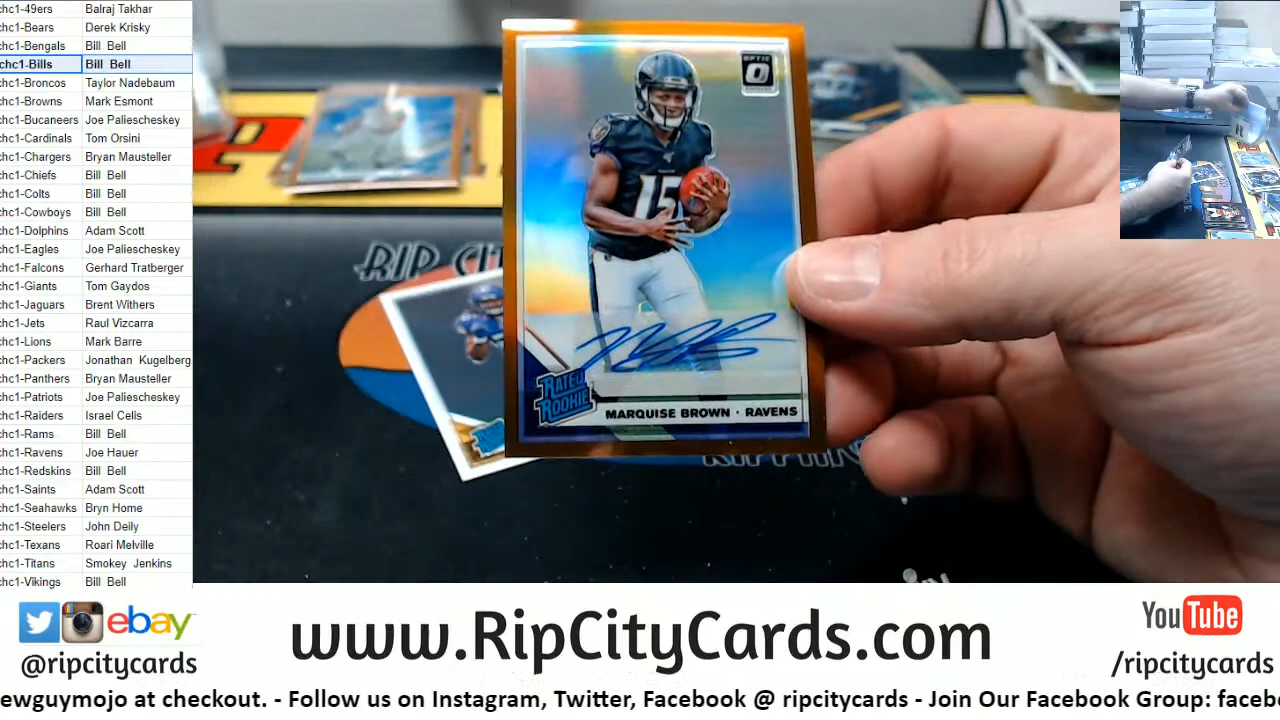 chc1-49ers Balraj Takhar
chc1-Bears Derek Krisky
chc1-Bengals Bill Bell
chc1-Bills Bill Bell
chc1-Broncos Taylor Nadebaum
chc1-Browns Mark Esmont
chc1-Bucaneers Joe Paliescheskey
chc1-Cardinals Tom Orsini
chc1-Chargers Bryan Mausteller
chc1-Chiefs Bill Bell
chc1-Colts Bill Bell
chc1-Cowboys Bill Bell
chc1-Dolphins Adam Scott
chc1-Eagles Joe Paliescheskey
chc1-Falcons Gerhard Tratberger
chc1-Giants Tom Gaydos
chc1-Jaguars Brent Withers
chc1-Jets Raul Vizcarra
chc1-Lions Mark Barre
chc1-Packers Jonathan Kugelberg
chc1-Panthers Bryan Mausteller
chc1-Patriots Joe Paliescheskey
chc1-Raiders Israel Celis
chc1-Rams Bill Bell
chc1-Ravens Joe Hauer
chc1-Redskins Bill Bell
chc1-Saints Adam Scott
chc1-Seahawks Bryn Home
chc1-Steelers John Deily
chc1-Texans Roari Melville
chc1-Titans Smokey Jenkins
chc1-Vikings Bill Bell
OPTIC
15
RATED
ROOKIE
MARQUISE BROWN · RAVENS
RIP
ebay
@ripcitycards
www.RipCityCards.com
YouTube
/ripcitycards
ewguymojo at checkout. - Follow us on Instagram, Twitter, Facebook @ ripcitycards - Join Our Facebook Group: faceb